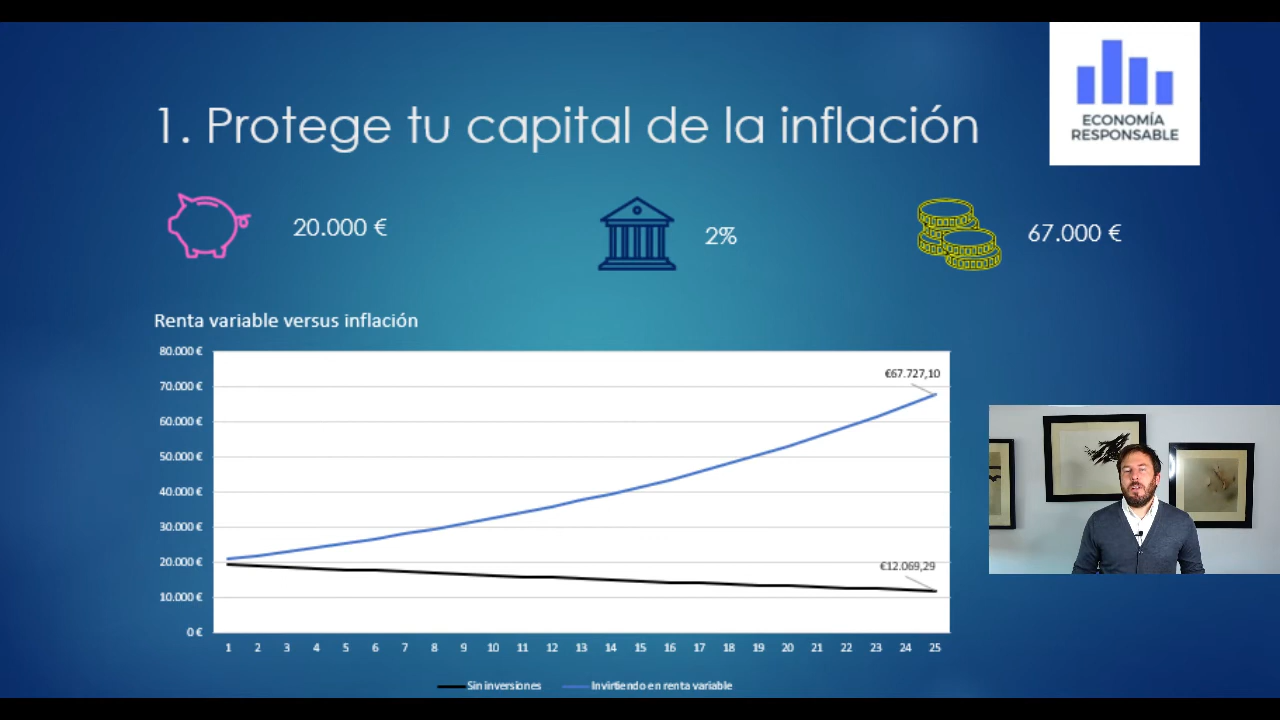 1. Protege tu capital de la inflación
ECONOMÍA
RESPONSABLE
20.000 €
2%
67.000 €
Renta variable versus inflación
80.000 €
70.000 €
60.000 €
50.000 €
40.000 €
30.000 €
20.000 €
10.000 €
0 €
€67.727,10
€12.069,29
1 2 3 4 5 6 7 8 9 10 11 12 13 14 15 16 17 18 19 20 21 22 23 24 25
Sin inversiones Invirtiendo en renta variable